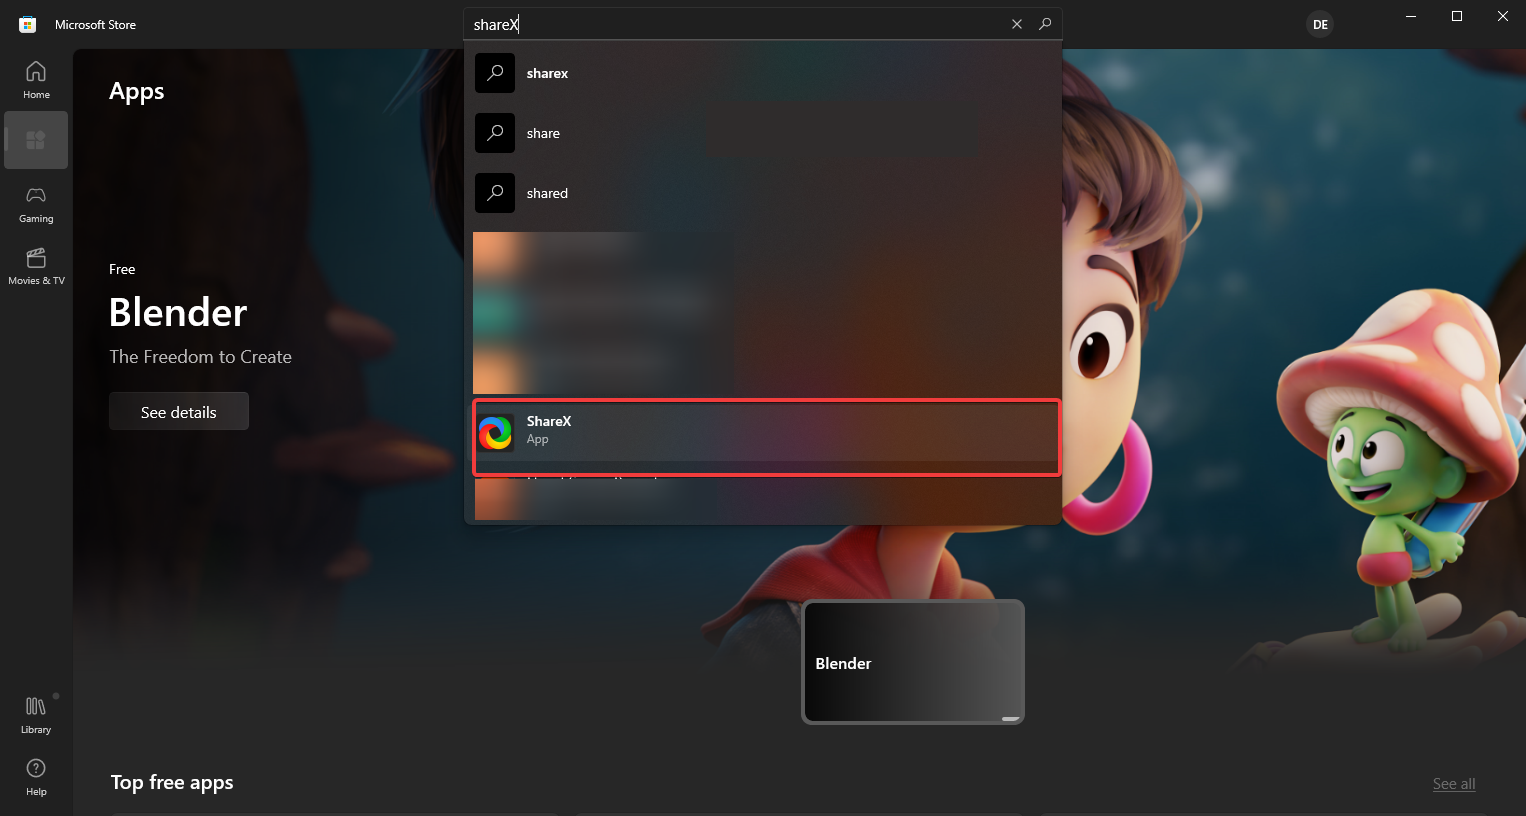 Microsoft Store
shareX
DE
Home
Gaming
Movies & TV
Library
Help
sharex
share
shared
ShareX
App
Apps
Free
Blender
The Freedom to Create
See details
Blender
Top free apps
See all